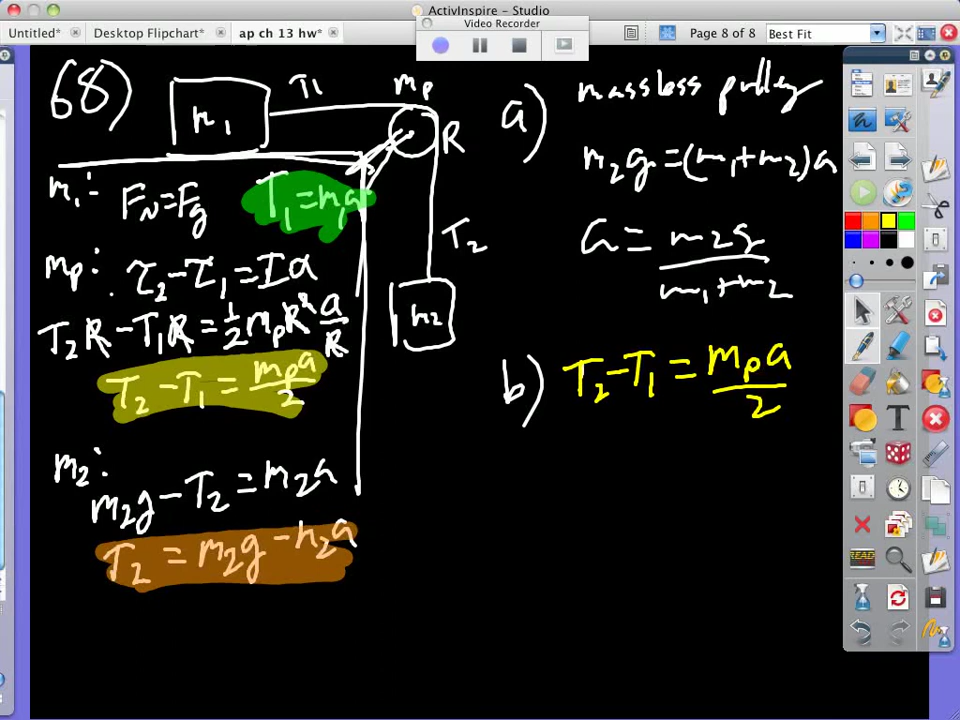 ActivInspire - Studio
Video Recorder
Untitled*
Desktop Flipchart*
ap ch 13 hw*
Page 8 of 8
Best Fit
68)
m1
T1
mp
R
T2
m2
m1:
FN=Fg
T1=m1a
mp:
τ2-τ1=Iα
T2R-T1R=½mpR²a/R
T2-T1=mpa/2
m2:
m2g-T2=m2a
T2=m2g-m2a
a)
massless pulley
m2g=(m1+m2)a
a=m2g/m1+m2
b)
T2-T1=mpa/2
T